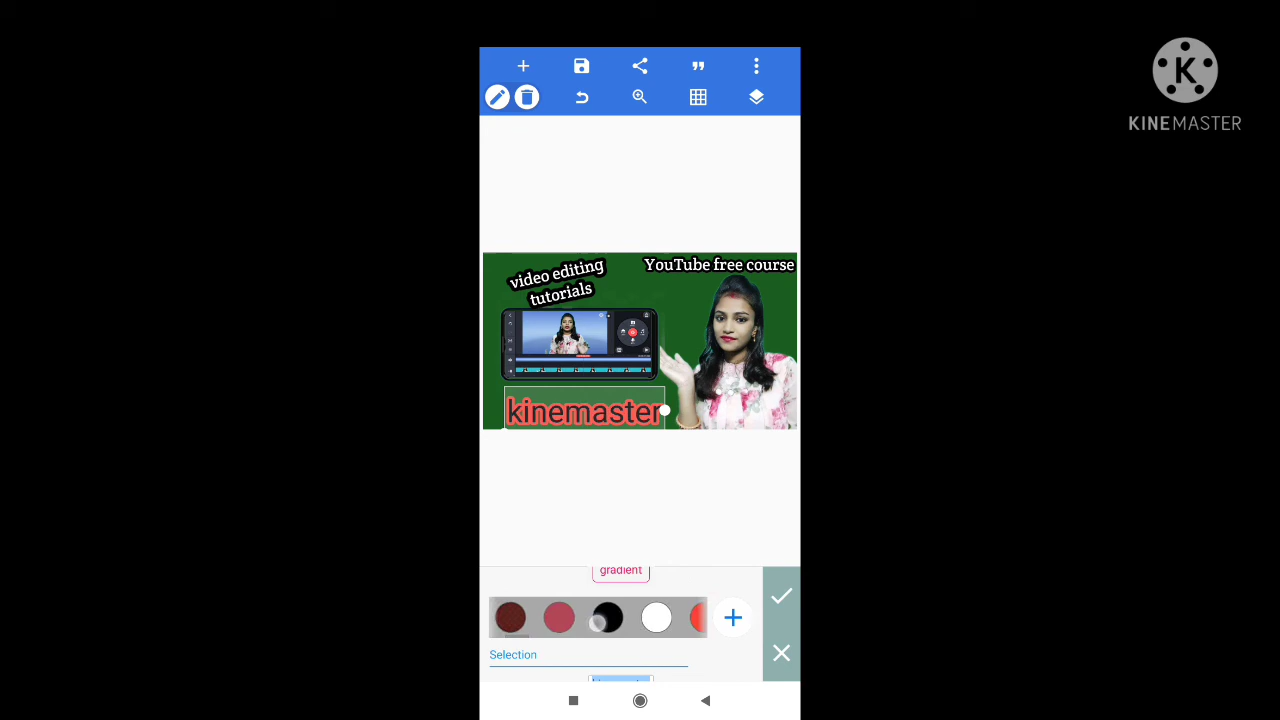 KINEMASTER
video editing
tutorials
YouTube free course
kinemaster
gradient
Selection